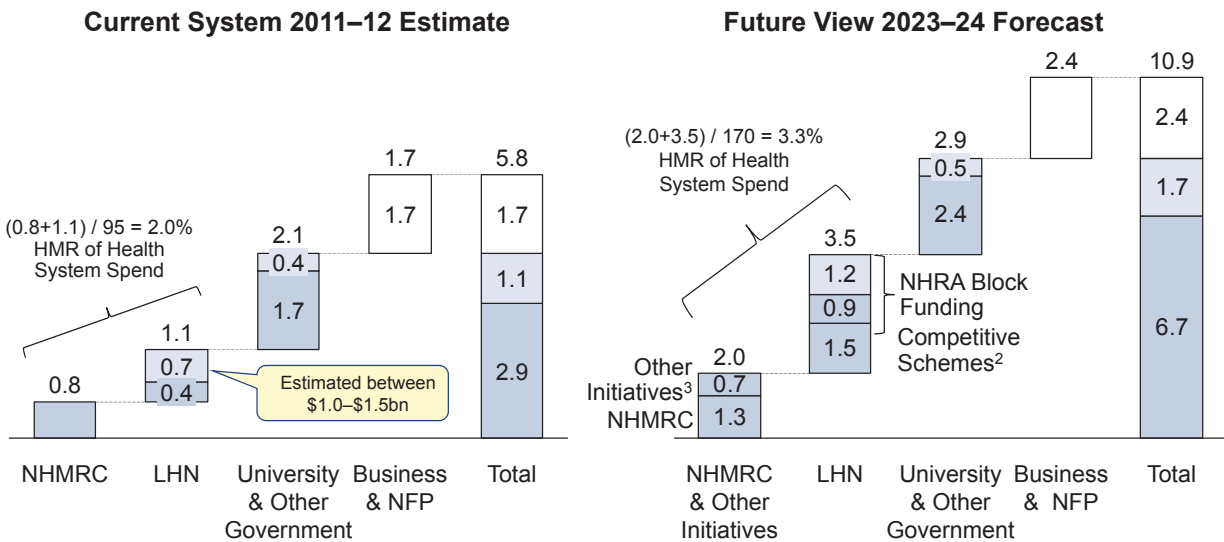 Current System 2011–12 Estimate
1.7
5.8
2.1
1.7
1.7
(0.8+1.1) / 95 = 2.0%
HMR of Health
System Spend
0.4
1.1
1.7
1.1
0.8
0.7
0.4
Estimated between
$1.0–$1.5bn
2.9
NHMRC
LHN
University
& Other
Government
Business
& NFP
Total
Future View 2023–24 Forecast
2.4
10.9
2.4
(2.0+3.5) / 170 = 3.3%
HMR of Health
System Spend
2.9
0.5
2.4
1.7
3.5
1.2
0.9
1.5
NHRA Block
Funding
Competitive
Schemes2
6.7
Other
Initiatives3
NHMRC
2.0
0.7
1.3
NHMRC
& Other
Initiatives
LHN
University
& Other
Government
Business
& NFP
Total